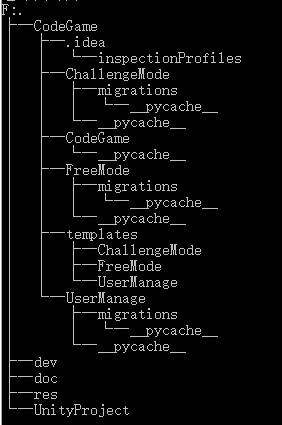 F:.
├─CodeGame
│  ├─.idea
│  │  └─inspectionProfiles
│  ├─ChallengeMode
│  │  ├─migrations
│  │  │  └─__pycache__
│  │  └─__pycache__
│  ├─CodeGame
│  │  └─__pycache__
│  ├─FreeMode
│  │  ├─migrations
│  │  │  └─__pycache__
│  │  └─__pycache__
│  ├─templates
│  │  ├─ChallengeMode
│  │  ├─FreeMode
│  │  └─UserManage
│  └─UserManage
│      ├─migrations
│      │  └─__pycache__
│      └─__pycache__
├─dev
├─doc
├─res
└─UnityProject